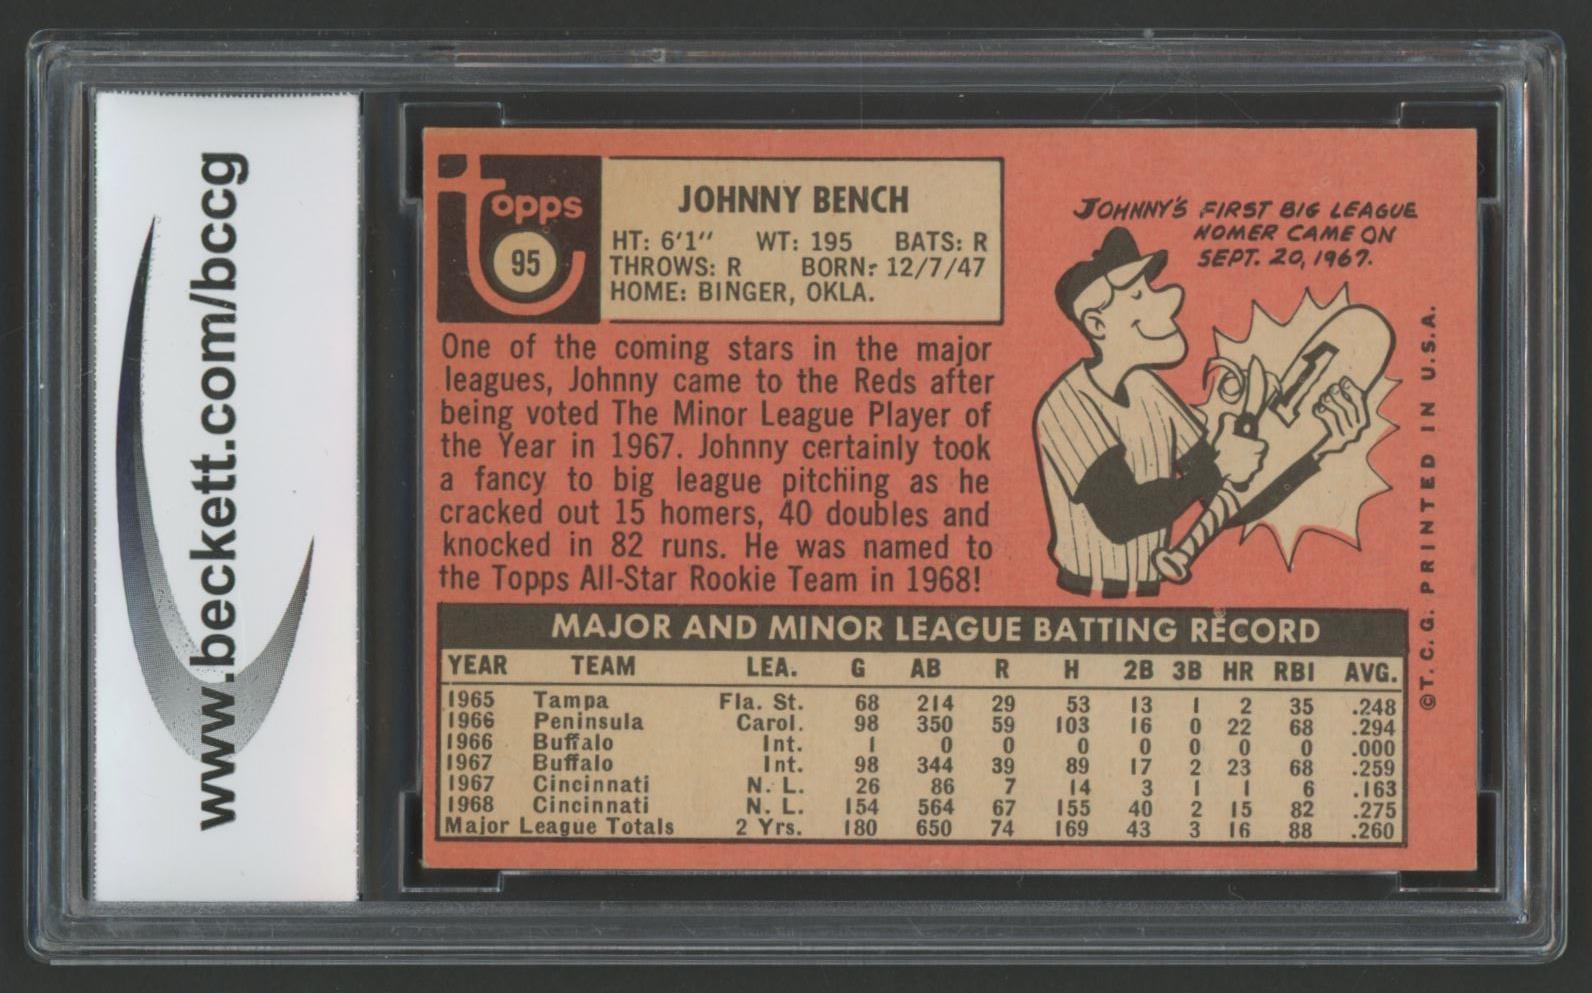 www.beckett.com/bccg
topps
95
JOHNNY BENCH
HT: 6'1" WT: 195 BATS: R
THROWS: R BORN: 12/7/47
HOME: BINGER, OKLA.
JOHNNY'S FIRST BIG LEAGUE
HOMER CAME ON
SEPT. 20, 1967.
1
One of the coming stars in the major
leagues, Johnny came to the Reds after
being voted The Minor League Player of
the Year in 1967. Johnny certainly took
a fancy to big league pitching as he
cracked out 15 homers, 40 doubles and
knocked in 82 runs. He was named to
the Topps All-Star Rookie Team in 1968!
©T. C. G. PRINTED IN U.S.A.
MAJOR AND MINOR LEAGUE BATTING RECORD
YEAR TEAM LEA. G AB R H 2B 3B HR RBI AVG.
1965 Tampa Fla. St. 68 214 29 53 13 1 2 35 .248
1966 Peninsula Carol. 98 350 59 103 16 0 22 68 .294
1966 Buffalo Int. 1 0 0 0 0 0 0 0 .000
1967 Buffalo Int. 98 344 39 89 17 2 23 68 .259
1967 Cincinnati N. L. 26 86 7 14 3 1 1 6 .163
1968 Cincinnati N. L. 154 564 67 155 40 2 15 82 .275
Major League Totals 2 Yrs. 180 650 74 169 43 3 16 88 .260